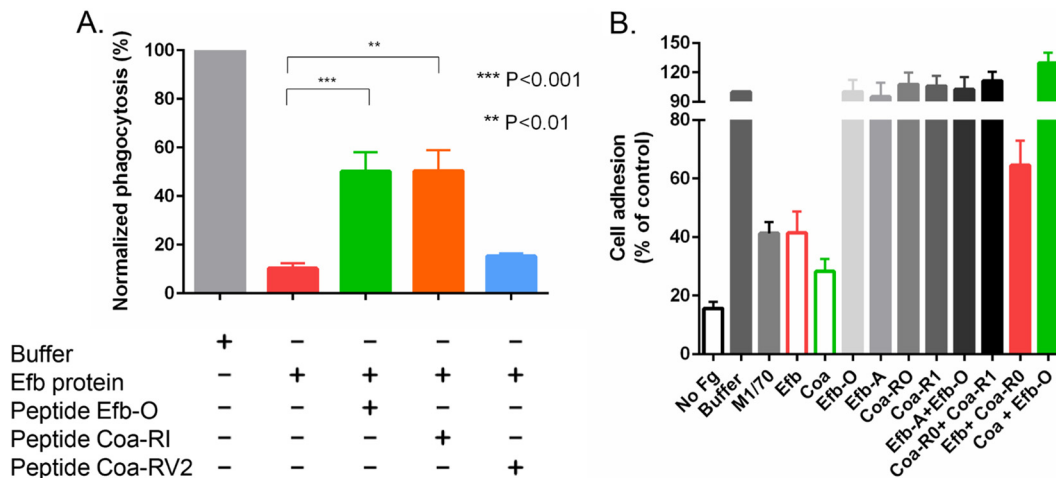 A.
Normalized phagocytosis (%)
100
80
60
40
20
0
**
***
*** P<0.001
** P<0.01
Buffer + − − − −
Efb protein − + + + +
Peptide Efb-O − − + − −
Peptide Coa-RI − − − + −
Peptide Coa-RV2 − − − − +
B.
Cell adhesion
(% of control)
150
120
90
80
60
40
20
0
No Fg
Buffer
M1/70
Efb
Coa
Efb-O
Efb-A
Coa-RO
Coa-R1
Efb-A+Efb-O
Coa-R0+ Coa-R1
Efb+ Coa-R0
Coa + Efb-O